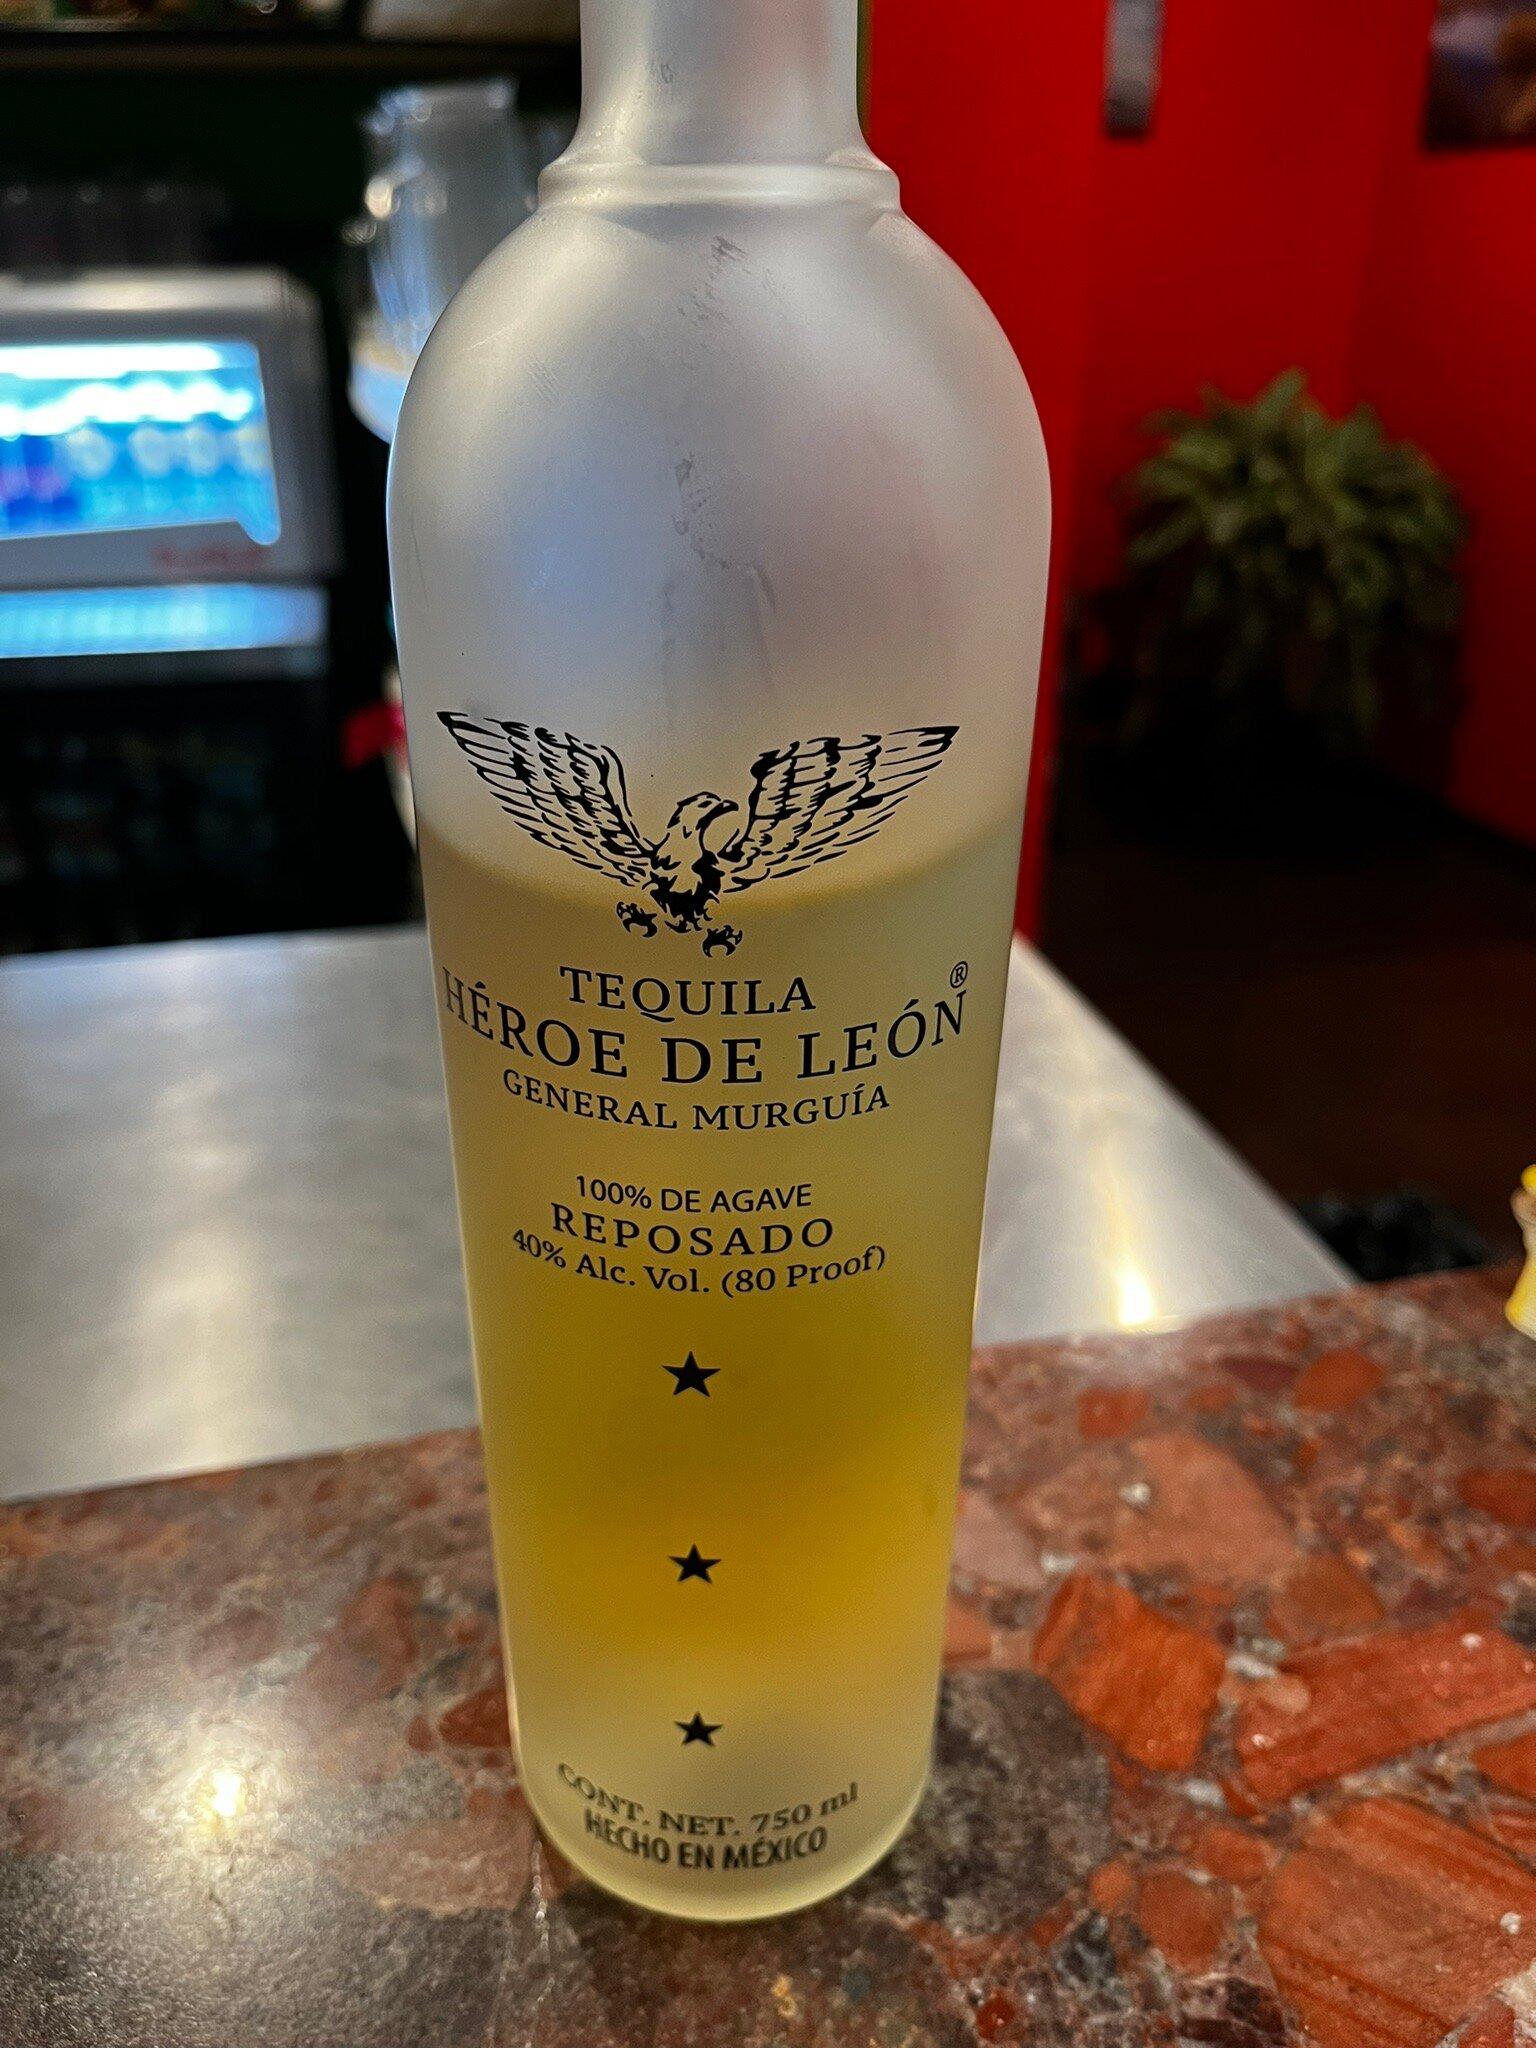 TEQUILA
HÉROE DE LEÓN®
GENERAL MURGUÍA
100% DE AGAVE
REPOSADO
40% Alc. Vol. (80 Proof)
CONT. NET. 750 ml
HECHO EN MÉXICO